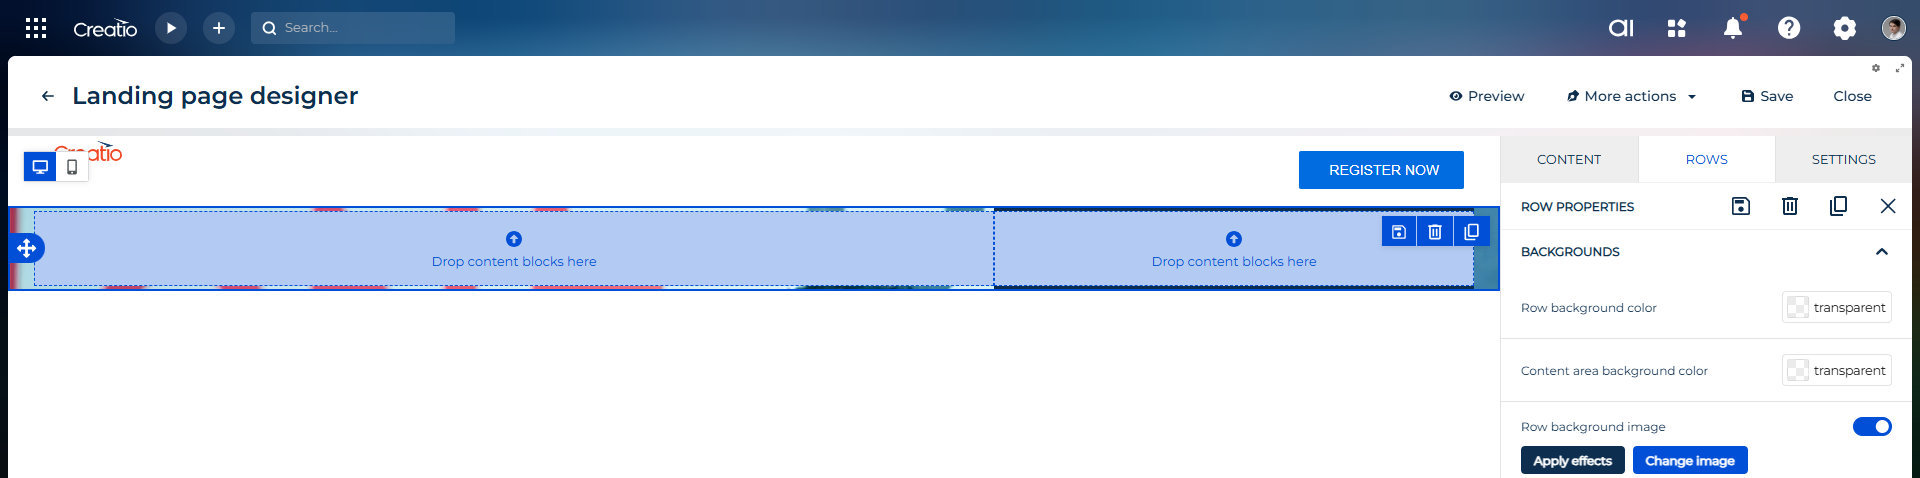 Creatio
Search...
aI
Landing page designer
Preview
More actions
Save
Close
Creatio
REGISTER NOW
CONTENT
ROWS
SETTINGS
ROW PROPERTIES
Drop content blocks here
Drop content blocks here
BACKGROUNDS
Row background color
transparent
Content area background color
transparent
Row background image
Apply effects
Change image